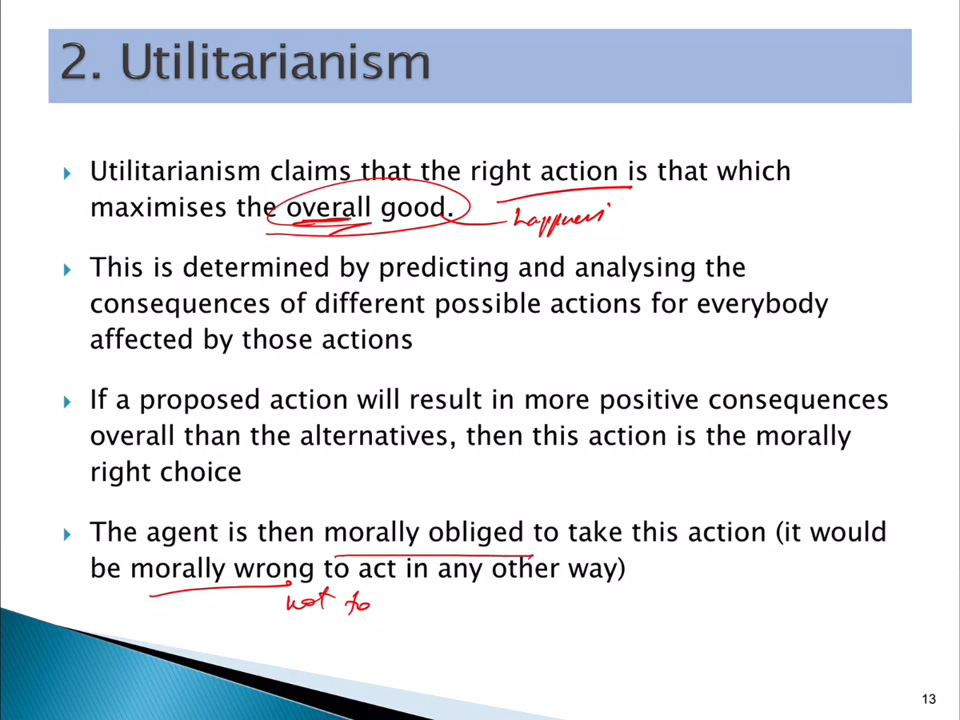 2. Utilitarianism
Utilitarianism claims that the right action is that which
maximises the overall good.
happiness
This is determined by predicting and analysing the
consequences of different possible actions for everybody
affected by those actions
If a proposed action will result in more positive consequences
overall than the alternatives, then this action is the morally
right choice
The agent is then morally obliged to take this action (it would
be morally wrong to act in any other way)
not to
13